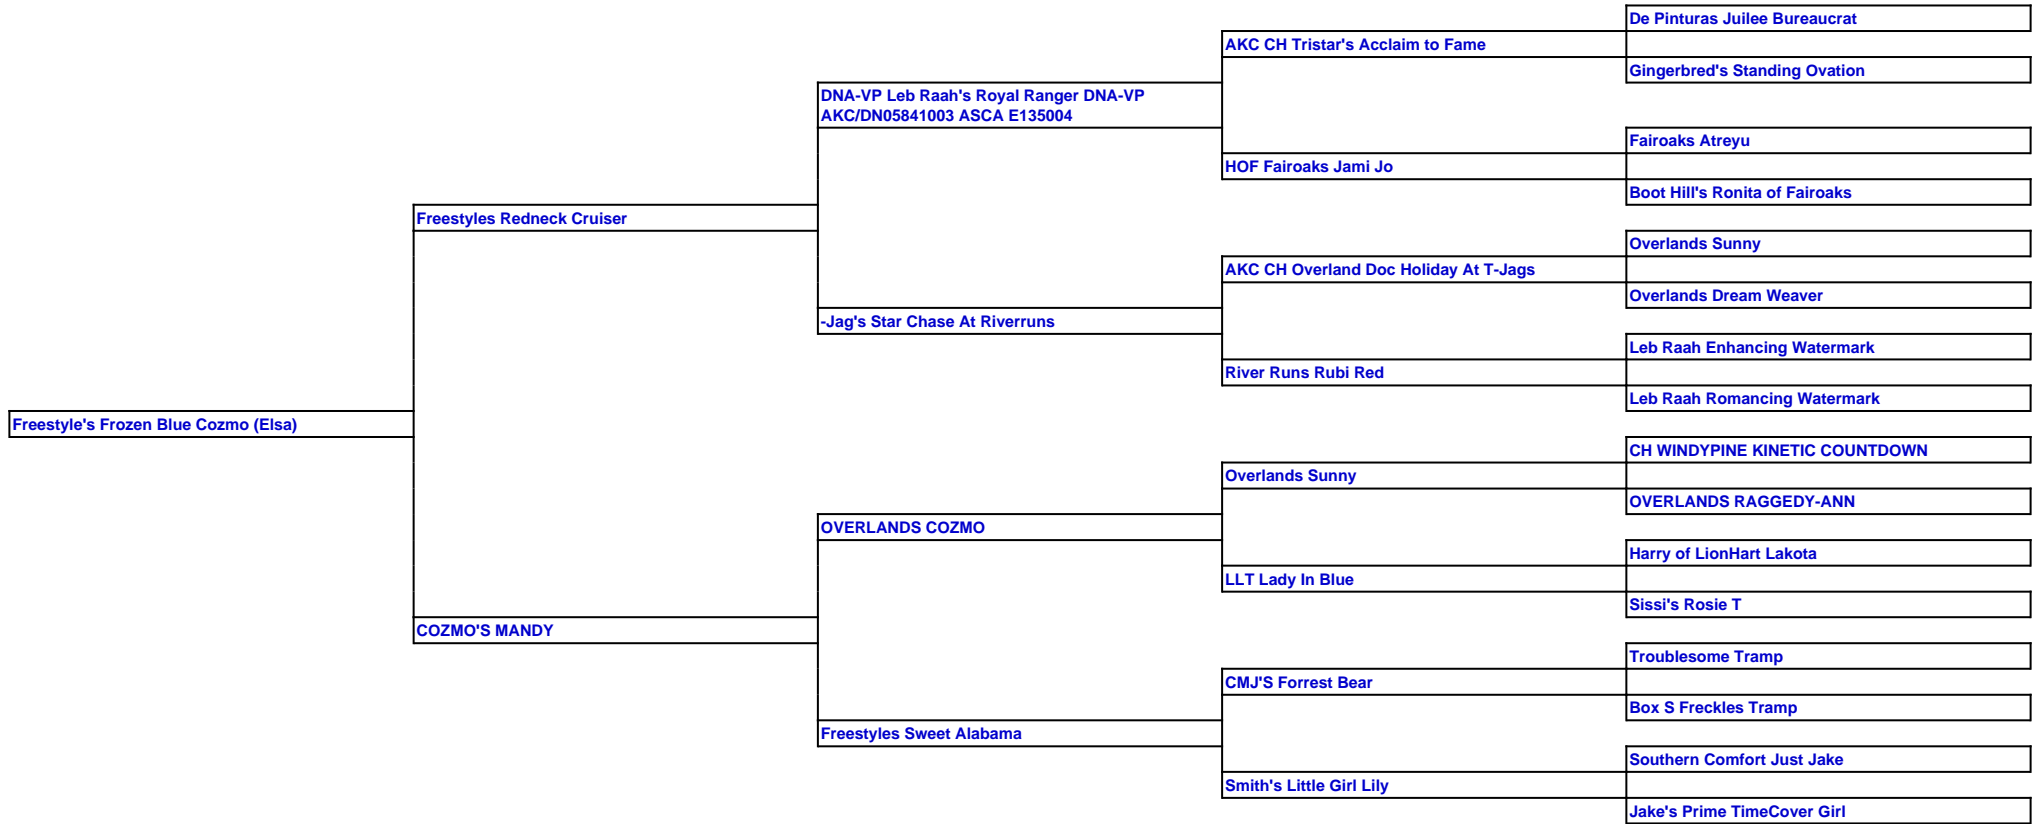 De Pinturas Juilee Bureaucrat
AKC CH Tristar's Acclaim to Fame
Gingerbred's Standing Ovation
DNA-VP Leb Raah's Royal Ranger DNA-VP
AKC/DN05841003 ASCA E135004
Fairoaks Atreyu
HOF Fairoaks Jami Jo
Boot Hill's Ronita of Fairoaks
Freestyles Redneck Cruiser
Overlands Sunny
AKC CH Overland Doc Holiday At T-Jags
Overlands Dream Weaver
-Jag's Star Chase At Riverruns
Leb Raah Enhancing Watermark
River Runs Rubi Red
Leb Raah Romancing Watermark
Freestyle's Frozen Blue Cozmo (Elsa)
CH WINDYPINE KINETIC COUNTDOWN
Overlands Sunny
OVERLANDS RAGGEDY-ANN
OVERLANDS COZMO
Harry of LionHart Lakota
LLT Lady In Blue
Sissi's Rosie T
COZMO'S MANDY
Troublesome Tramp
CMJ'S Forrest Bear
Box S Freckles Tramp
Freestyles Sweet Alabama
Southern Comfort Just Jake
Smith's Little Girl Lily
Jake's Prime TimeCover Girl